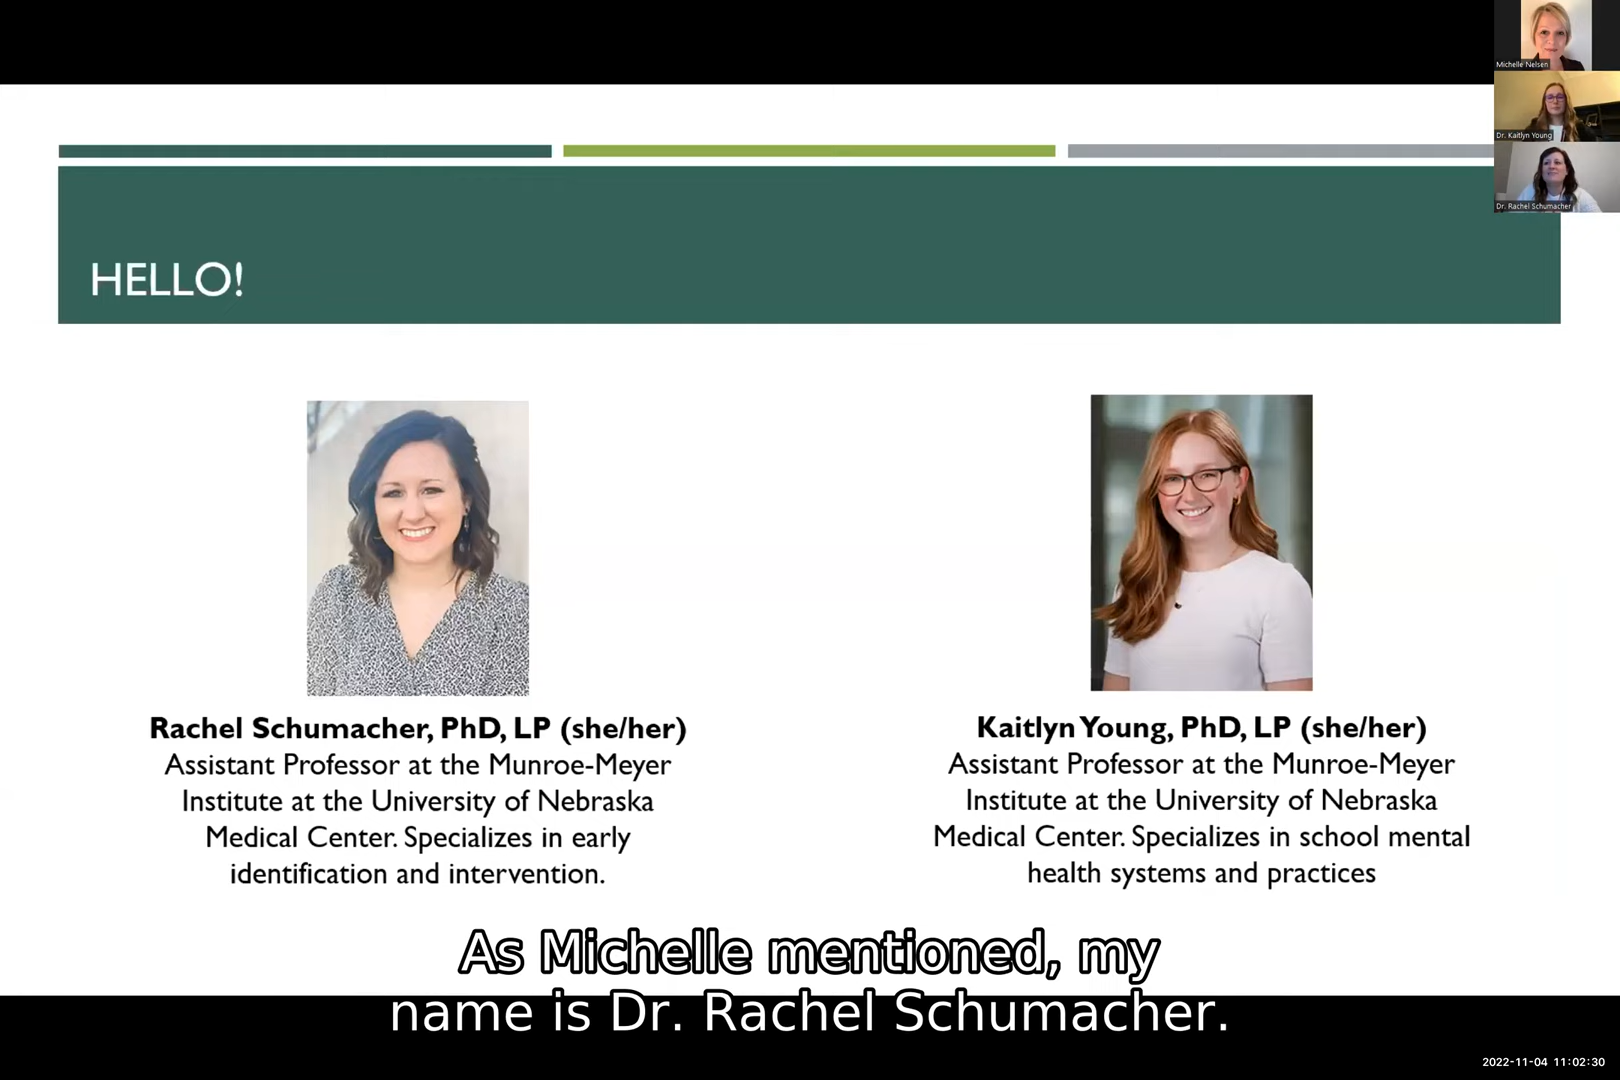 Michelle Nelsen
Dr. Kaitlyn Young
Dr. Rachel Schumacher
HELLO!
Rachel Schumacher, PhD, LP (she/her)
Assistant Professor at the Munroe-Meyer
Institute at the University of Nebraska
Medical Center. Specializes in early
identification and intervention.
Kaitlyn Young, PhD, LP (she/her)
Assistant Professor at the Munroe-Meyer
Institute at the University of Nebraska
Medical Center. Specializes in school mental
health systems and practices
As Michelle mentioned, my
name is Dr. Rachel Schumacher.
2022-11-04 11:02:30